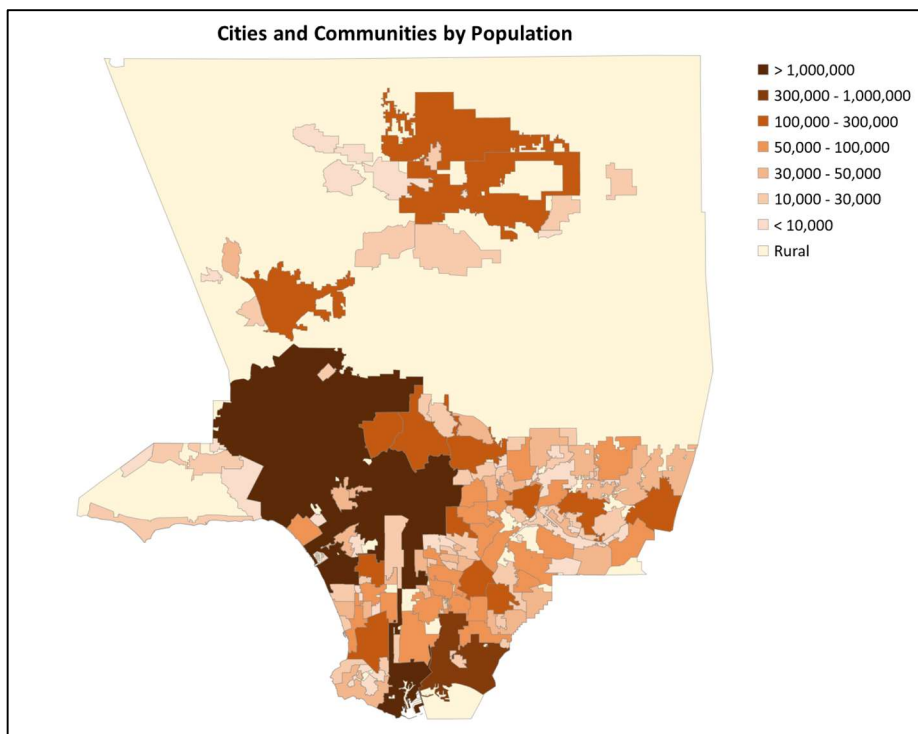 Cities and Communities by Population
> 1,000,000
300,000 - 1,000,000
100,000 - 300,000
50,000 - 100,000
30,000 - 50,000
10,000 - 30,000
< 10,000
Rural